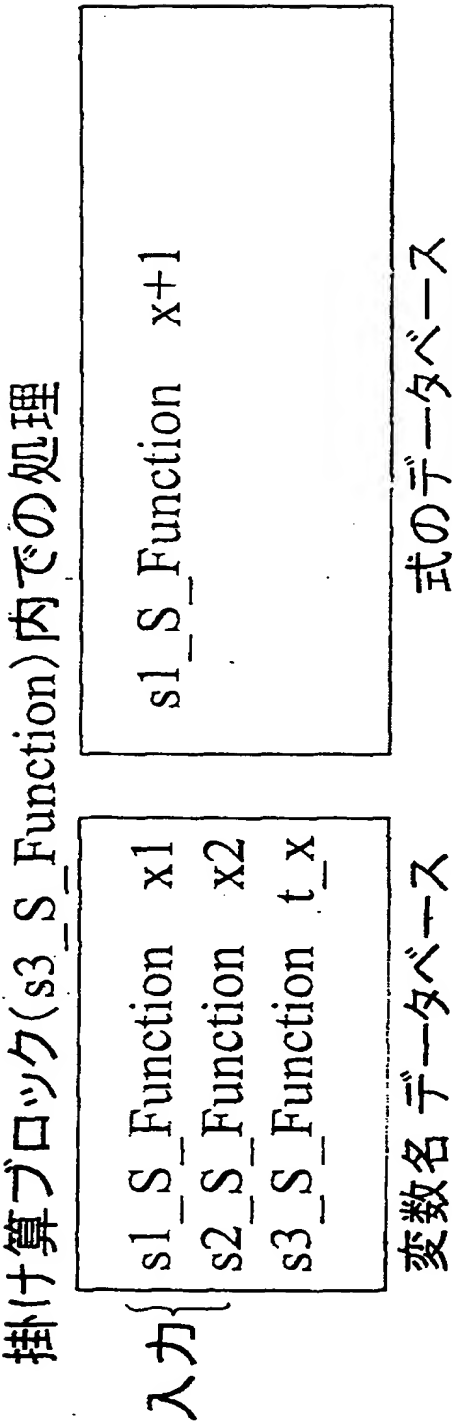 掛け算ブロック(s3_S_Function)内での処理
入力
s1_S_Function x1
s2_S_Function x2
s3_S_Function t_x
変数名 データベース
s1_S_Function x+1
式のデータベース